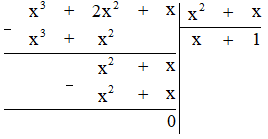 x³ + 2x² + x x² + x
− x³ + x² x + 1
x² + x
− x² + x
0